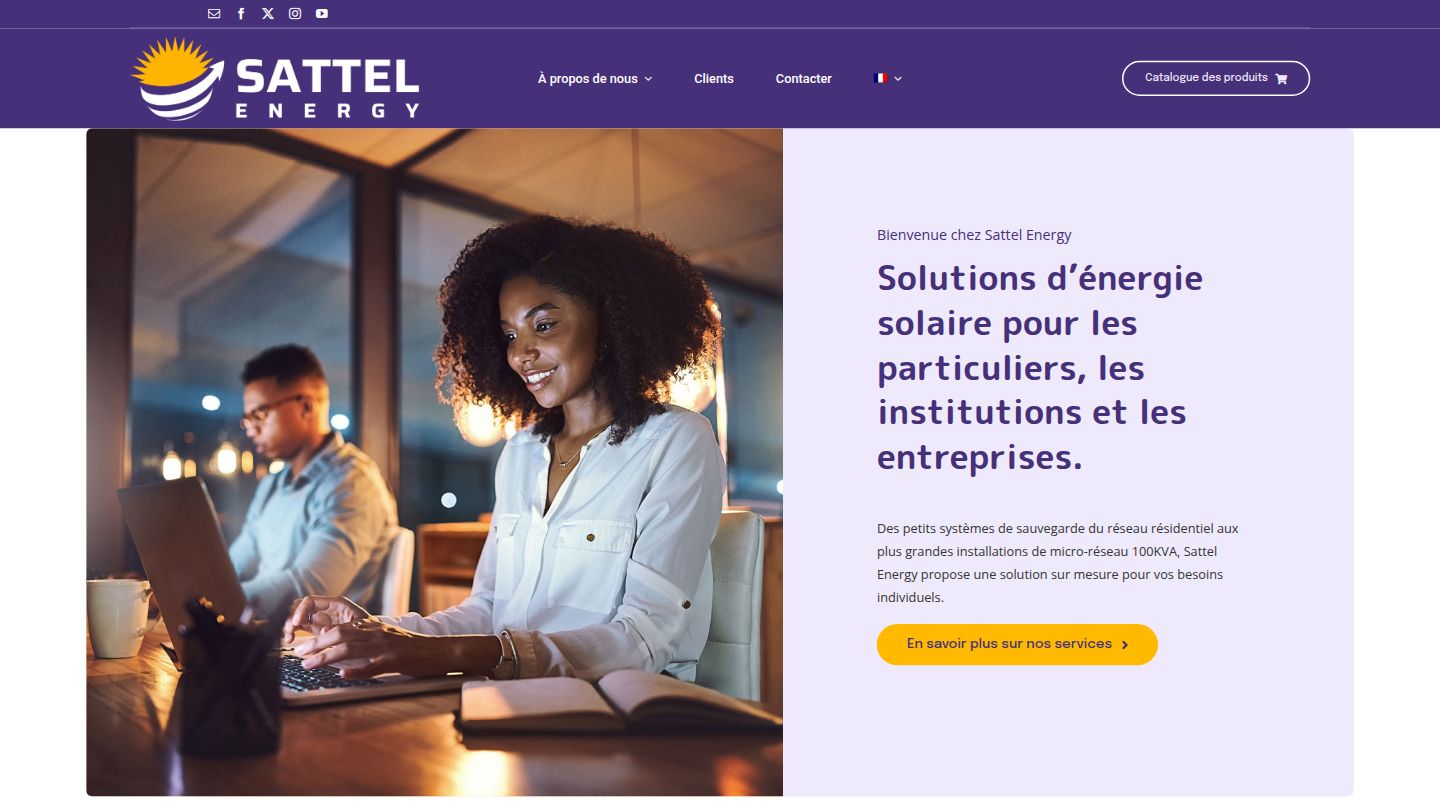 SATTEL
ENERGY
À propos de nous
Clients
Contacter
Catalogue des produits
Bienvenue chez Sattel Energy
Solutions d’énergie
solaire pour les
particuliers, les
institutions et les
entreprises.
Des petits systèmes de sauvegarde du réseau résidentiel aux
plus grandes installations de micro-réseau 100KVA, Sattel
Energy propose une solution sur mesure pour vos besoins
individuels.
En savoir plus sur nos services